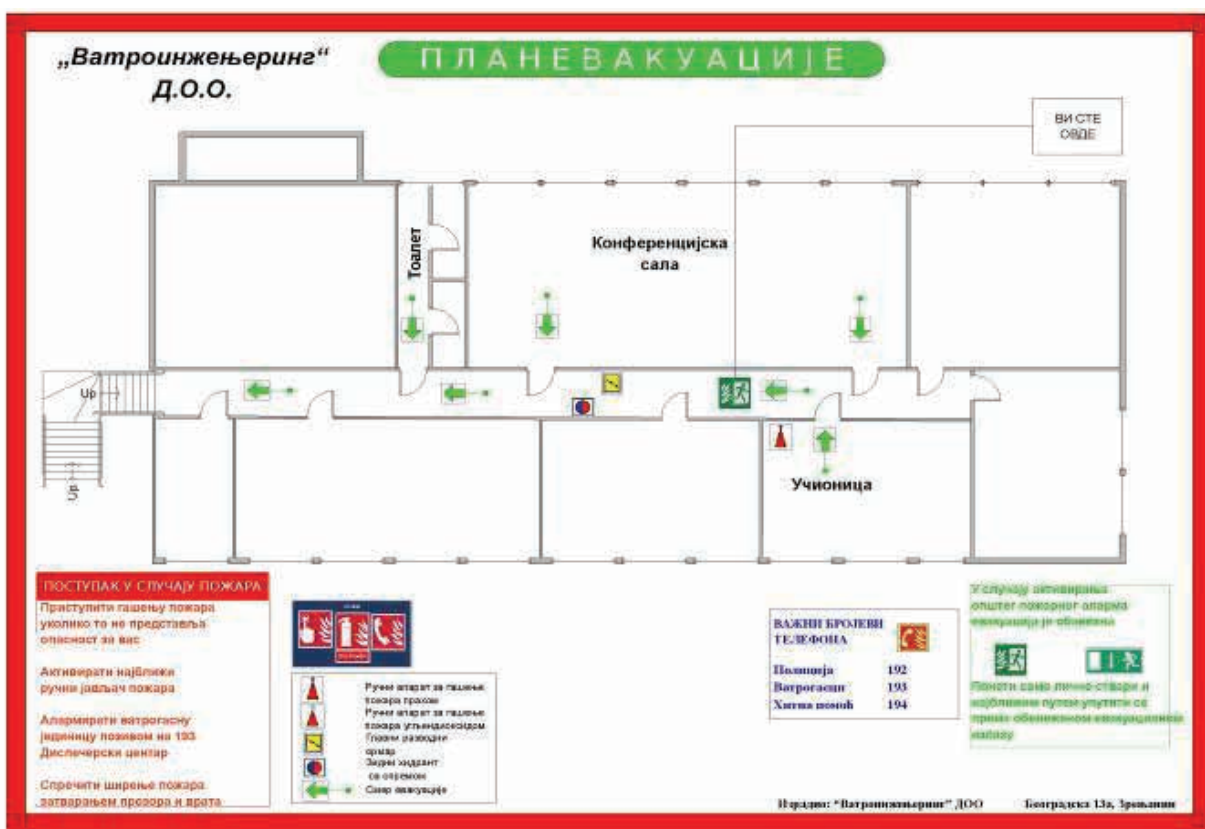 „Ватроинжењеринг“
Д.О.О.
ПЛАН ЕВАКУАЦИЈЕ
ВИ СТЕ
ОВДЕ
Тоалет
Конференцијска
сала
Up
Up
Учионица
ПОСТУПАК У СЛУЧАЈУ ПОЖАРА
Приступити гашењу пожара
уколико то не представља
опасност за вас
Активирати најближи
ручни јављач пожара
Алармирати ватрогасну
јединицу позивом на 193
Диспечерски центар
Спречити ширење пожара
затварањем прозора и врата
Ручни апарат за гашење
пожара прахом
Ручни апарат за гашење
пожара угљендиоксидом
Главни разводни
ормар
Зидни хидрант
са опремом
Смер евакуације
ВАЖНИ БРОЈЕВИ
ТЕЛЕФОНА
Полиција 192
Ватрогасци 193
Хитна помоћ 194
У случају активирања
општег пожарног аларма
евакуација је обавезна
Понети само личне ствари и
најближим путем упутити се
према обележеном евакуационом
излазу
Израдио: “Ватроинжењеринг” ДОО
Београдска 13а, Зрењанин